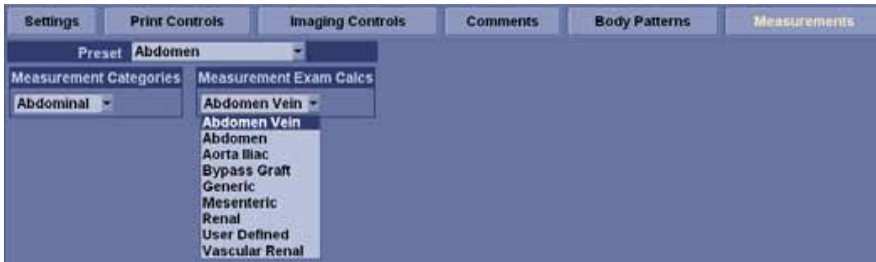 Settings Print Controls Imaging Controls Comments Body Patterns Measurements
Preset Abdomen
Measurement Categories Measurement Exam Calcs
Abdominal Abdomen Vein
Abdomen Vein
Abdomen
Aorta Iliac
Bypass Graft
Generic
Mesenteric
Renal
User Defined
Vascular Renal